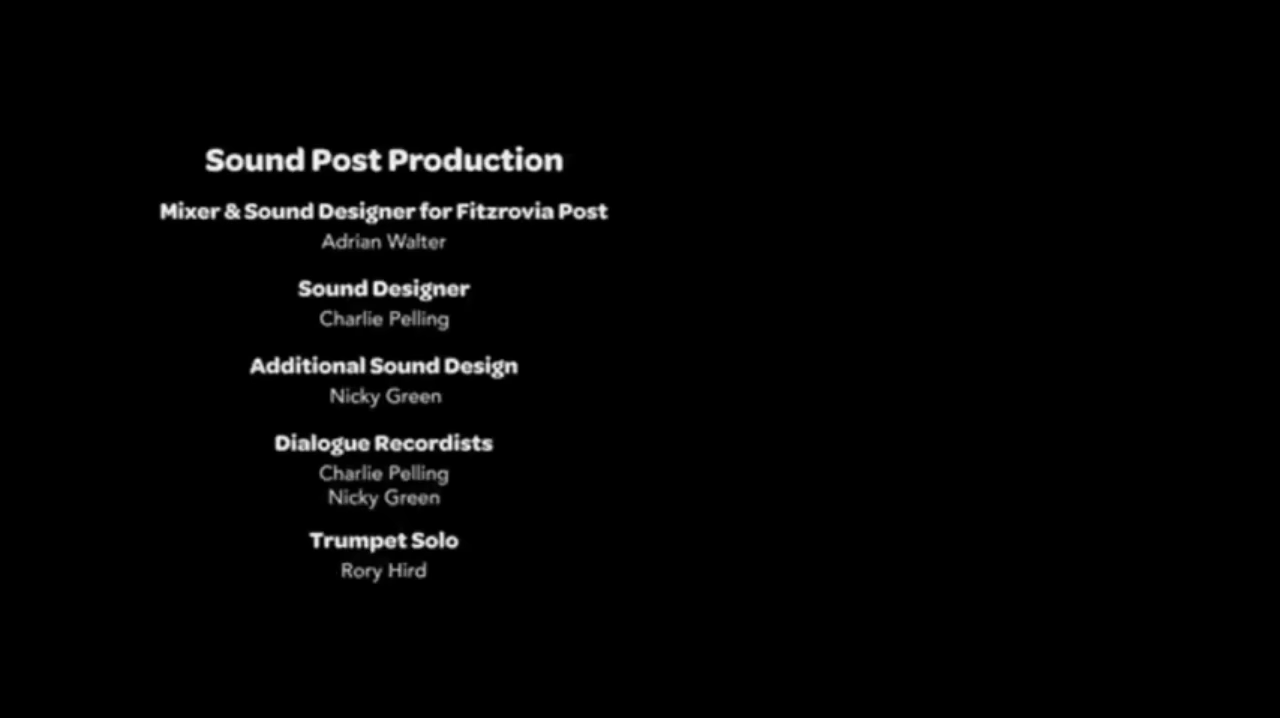 Sound Post Production
Mixer & Sound Designer for Fitzrovia Post
Adrian Walter
Sound Designer
Charlie Pelling
Additional Sound Design
Nicky Green
Dialogue Recordists
Charlie Pelling
Nicky Green
Trumpet Solo
Rory Hird